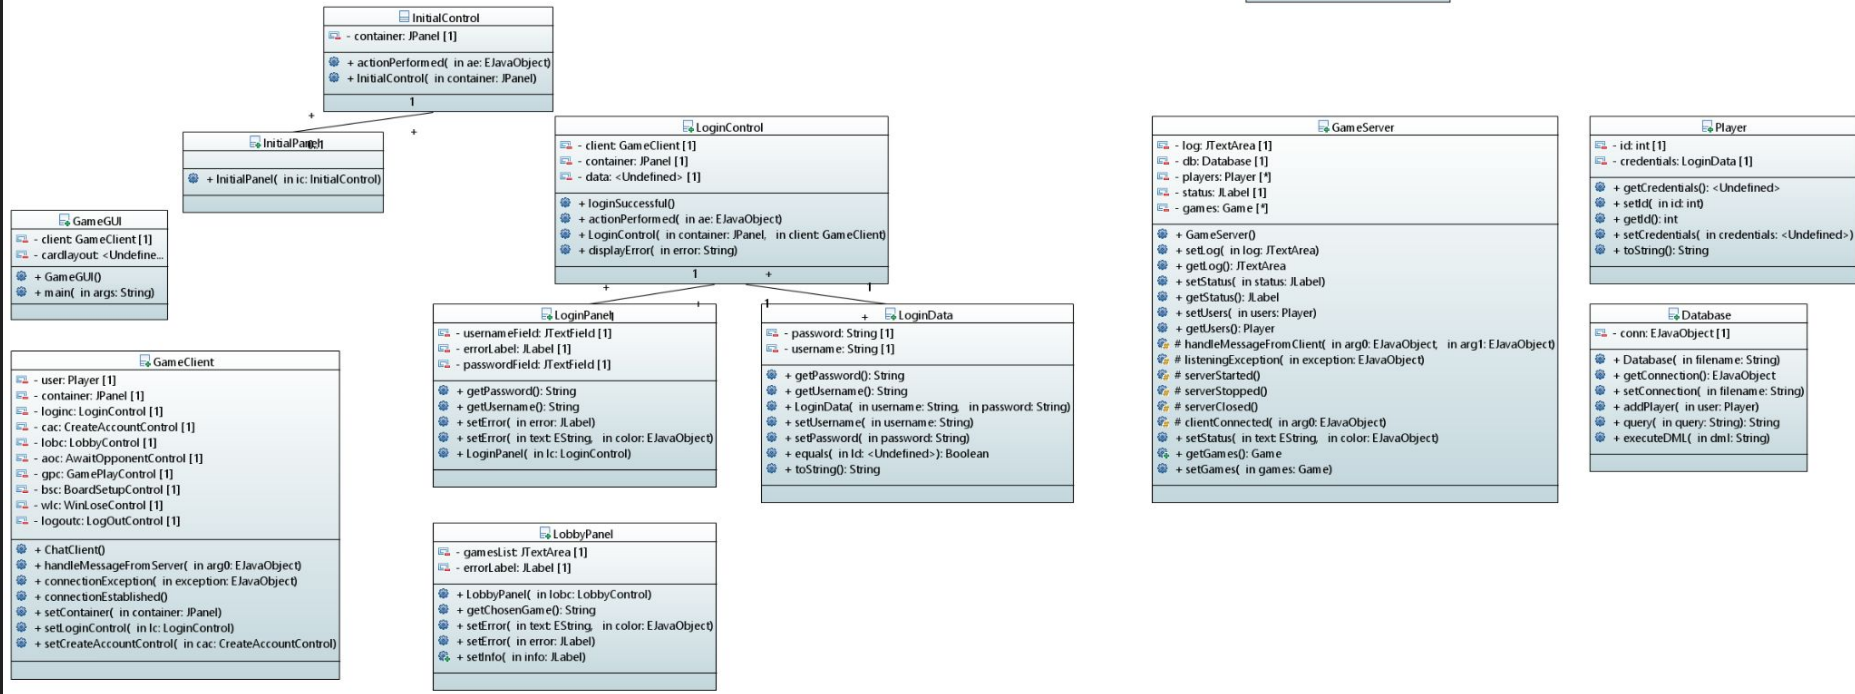 InitialControl
- container: JPanel [1]
+ actionPerformed( in ae: EJavaObject)
+ InitialControl( in container: JPanel)
1
+
+
InitialPanel
+ InitialPanel( in ic: InitialControl)
LoginControl
- client: GameClient [1]
- container: JPanel [1]
- data: <Undefined> [1]
+ loginSuccessful()
+ actionPerformed( in ae: EJavaObject)
+ LoginControl( in container: JPanel, in client: GameClient)
+ displayError( in error: String)
1
+
+
1
+
1
+
GameGUI
- client: GameClient [1]
- cardlayout: <Undefine...
+ GameGUI()
+ main( in args: String)
LoginPanel
- usernameField: JTextField [1]
- errorLabel: JLabel [1]
- passwordField: JTextField [1]
+ getPassword(): String
+ getUsername(): String
+ setError( in error: JLabel)
+ setError( in text: EString, in color: EJavaObject)
+ LoginPanel( in lc: LoginControl)
LoginData
- password: String [1]
- username: String [1]
+ getPassword(): String
+ getUsername(): String
+ LoginData( in username: String, in password: String)
+ setUsername( in username: String)
+ setPassword( in password: String)
+ equals( in ld: <Undefined>): Boolean
+ toString(): String
GameClient
- user: Player [1]
- container: JPanel [1]
- loginc: LoginControl [1]
- cac: CreateAccountControl [1]
- lobc: LobbyControl [1]
- aoc: AwaitOpponentControl [1]
- gpc: GamePlayControl [1]
- bsc: BoardSetupControl [1]
- wlc: WinLoseControl [1]
- logoutc: LogOutControl [1]
+ ChatClient()
+ handleMessageFromServer( in arg0: EJavaObject)
+ connectionException( in exception: EJavaObject)
+ connectionEstablished()
+ setContainer( in container: JPanel)
+ setLoginControl( in lc: LoginControl)
+ setCreateAccountControl( in cac: CreateAccountControl)
LobbyPanel
- gamesList: JTextArea [1]
- errorLabel: JLabel [1]
+ LobbyPanel( in lobc: LobbyControl)
+ getChosenGame(): String
+ setError( in text: EString, in color: EJavaObject)
+ setError( in error: JLabel)
+ setInfo( in info: JLabel)
GameServer
- log: JTextArea [1]
- db: Database [1]
- players: Player [*]
- status: JLabel [1]
- games: Game [*]
+ GameServer()
+ setLog( in log: JTextArea)
+ getLog(): JTextArea
+ setStatus( in status: JLabel)
+ getStatus(): JLabel
+ setUsers( in users: Player)
+ getUsers(): Player
# handleMessageFromClient( in arg0: EJavaObject, in arg1: EJavaObject)
# listeningException( in exception: EJavaObject)
# serverStarted()
# serverStopped()
# serverClosed()
# clientConnected( in arg0: EJavaObject)
+ setStatus( in text: EString, in color: EJavaObject)
+ getGames(): Game
+ setGames( in games: Game)
Player
- id: int [1]
- credentials: LoginData [1]
+ getCredentials(): <Undefined>
+ setId( in id: int)
+ getId(): int
+ setCredentials( in credentials: <Undefined>)
+ toString(): String
Database
- conn: EJavaObject [1]
+ Database( in filename: String)
+ getConnection(): EJavaObject
+ setConnection( in filename: String)
+ addPlayer( in user: Player)
+ query( in query: String): String
+ executeDML( in dml: String)